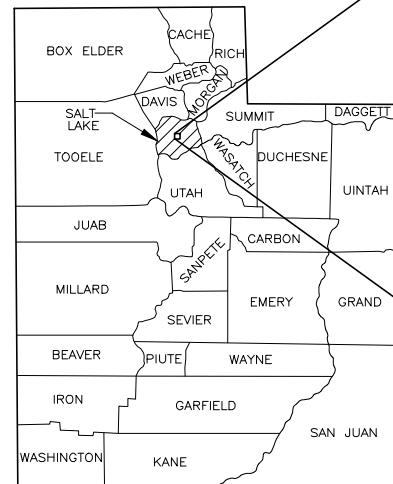 BOX ELDER
CACHE
RICH
WEBER
MORGAN
DAVIS
SALT
LAKE
SUMMIT
DAGGETT
TOOELE
WASATCH
DUCHESNE
UINTAH
UTAH
JUAB
CARBON
SANPETE
MILLARD
EMERY
GRAND
SEVIER
BEAVER
PIUTE
WAYNE
IRON
GARFIELD
SAN JUAN
WASHINGTON
KANE